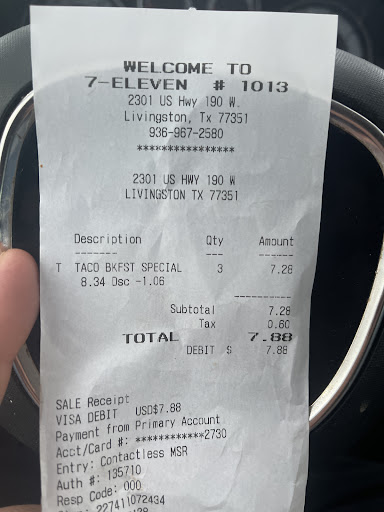 WELCOME TO
7-ELEVEN # 1013
2301 US Hwy 190 W.
Livingston, Tx 77351
936-967-2580
****************
2301 US HWY 190 W
LIVINGSTON TX 77351
Description Qty Amount
------- --- ------
T TACO BKFST SPECIAL 3 7.28
8.34 Dsc -1.06
----------
Subtotal 7.28
Tax 0.60
TOTAL 7.88
DEBIT $ 7.88
SALE Receipt
VISA DEBIT USD$7.88
Payment from Primary Account
Acct/Card #: ************2730
Entry: Contactless MSR
Auth #: 135710
Resp Code: 000
227411072434